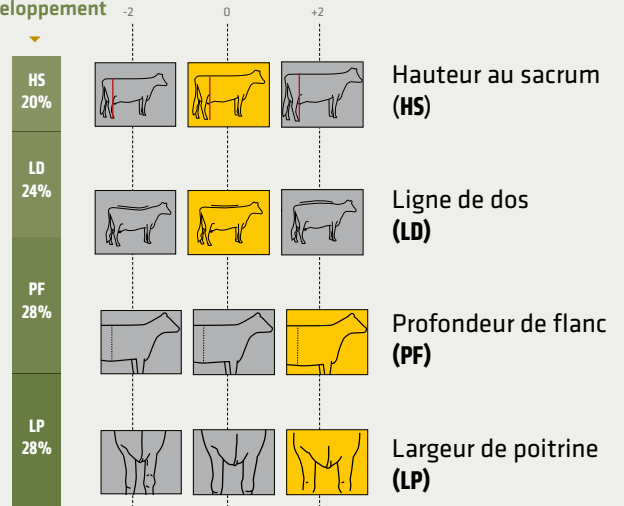 eloppement
-2 0 +2
HS
20%
Hauteur au sacrum
(HS)
LD
24%
Ligne de dos
(LD)
PF
28%
Profondeur de flanc
(PF)
LP
28%
Largeur de poitrine
(LP)